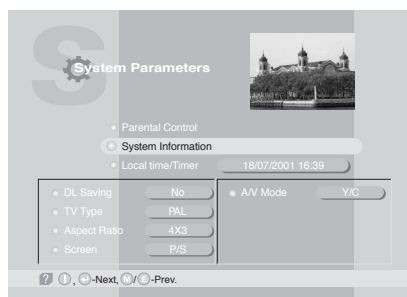 S
System Parameters
Parental Control
System Information
Local time/Timer 18/07/2001 16:39
DL Saving No
TV Type PAL
Aspect Ratio 4X3
Screen P/S
A/V Mode Y/C
? , -Next, M / E -Prev.